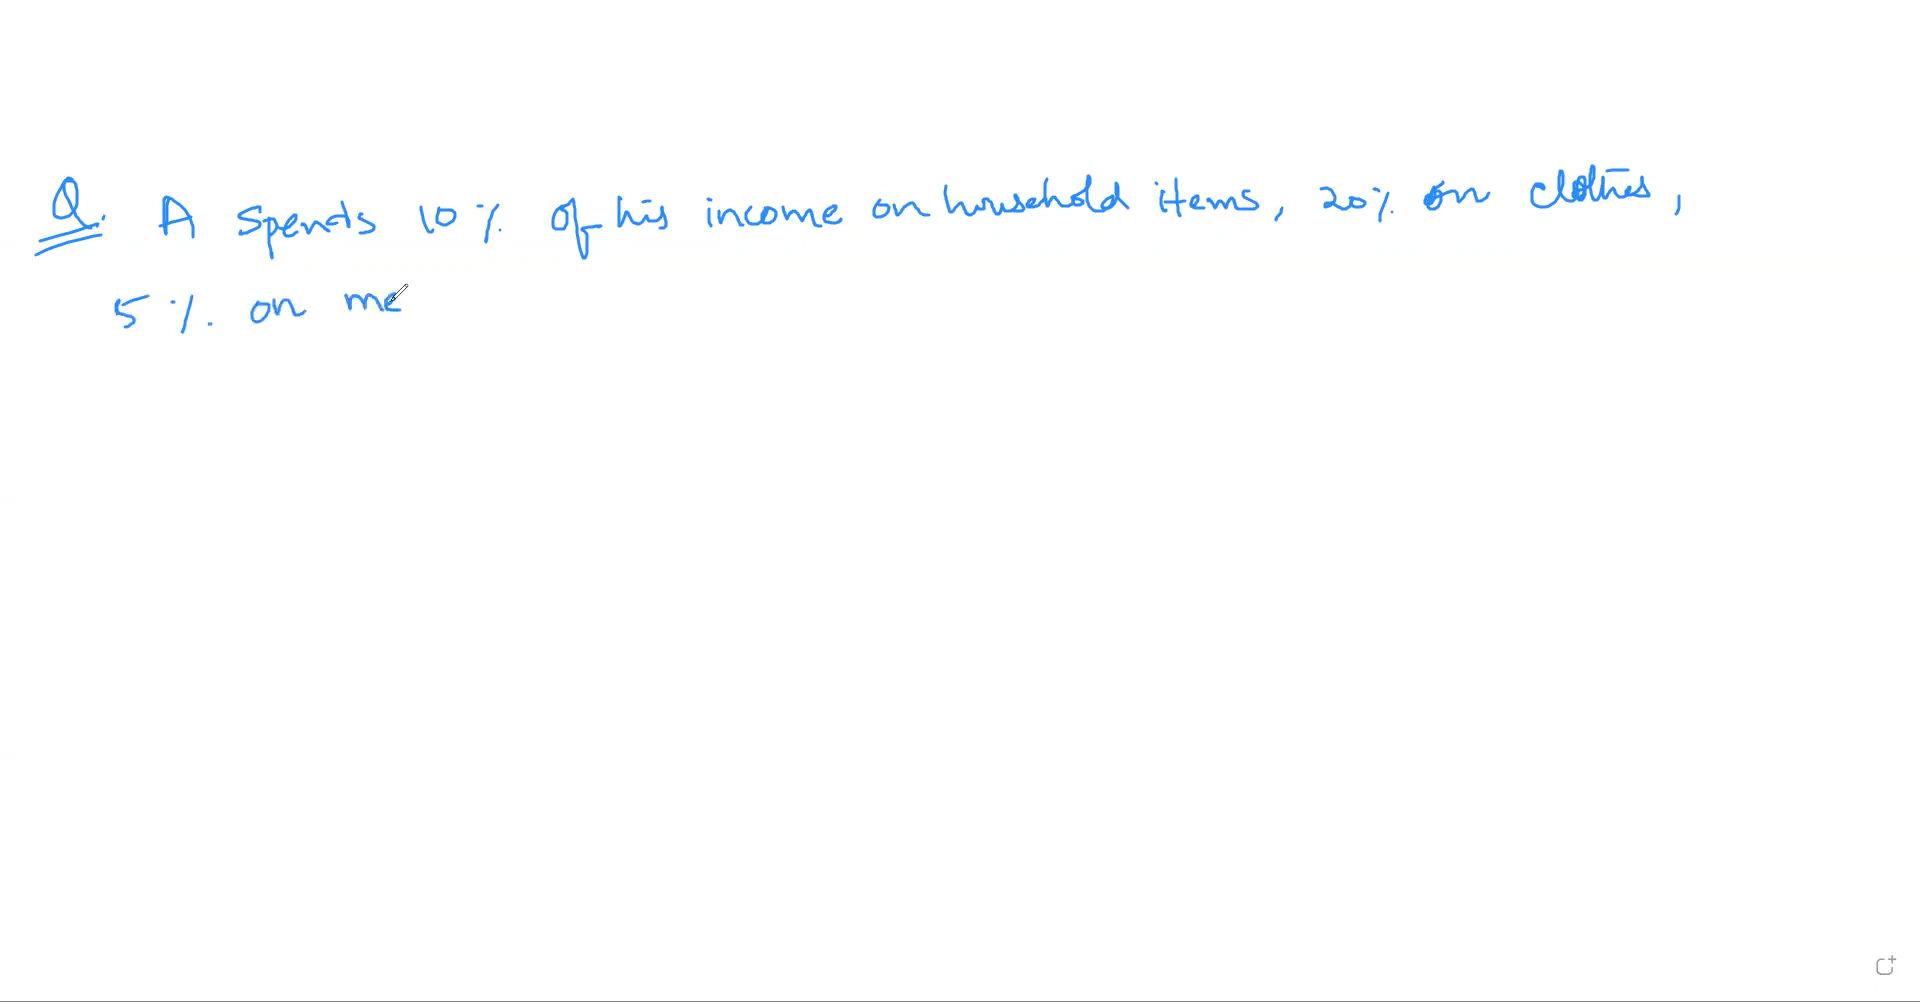 Q. A spends 10% of his income on household items, 20% on clothes,
5% on me